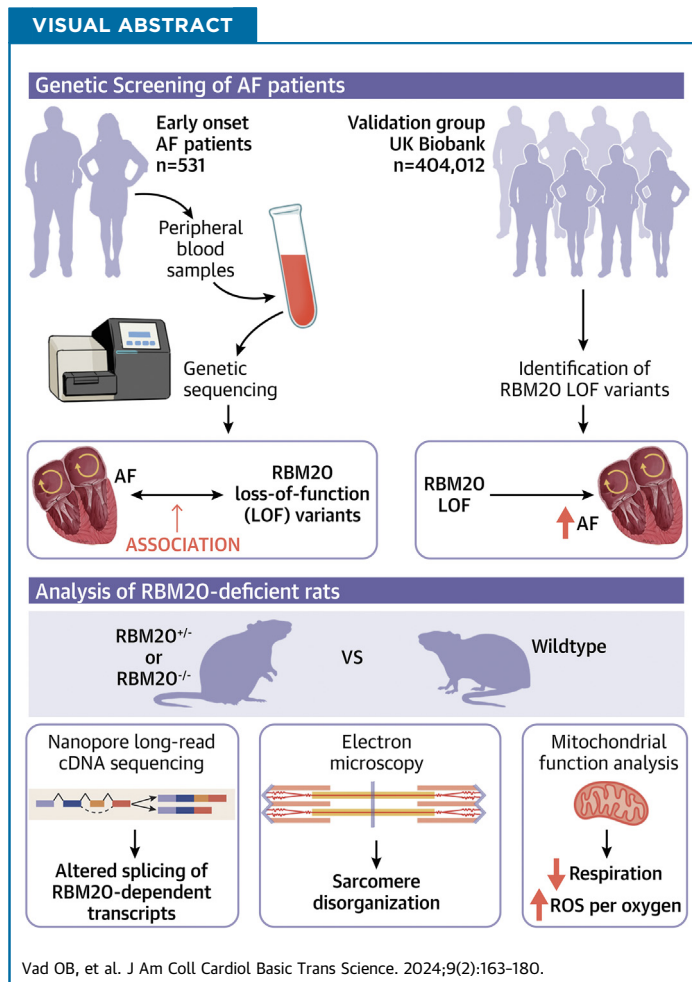 VISUAL ABSTRACT
Genetic Screening of AF patients
Early onset
AF patients
n=531
Peripheral
blood
samples
Genetic
sequencing
AF
RBM20
loss-of-function
(LOF) variants
ASSOCIATION
Validation group
UK Biobank
n=404,012
Identification of
RBM20 LOF variants
RBM20
LOF
AF
Analysis of RBM20-deficient rats
RBM20+/-
or
RBM20-/-
VS
Wildtype
Nanopore long-read
cDNA sequencing
Altered splicing of
RBM20-dependent
transcripts
Electron
microscopy
Sarcomere
disorganization
Mitochondrial
function analysis
Respiration
ROS per oxygen
Vad OB, et al. J Am Coll Cardiol Basic Trans Science. 2024;9(2):163-180.